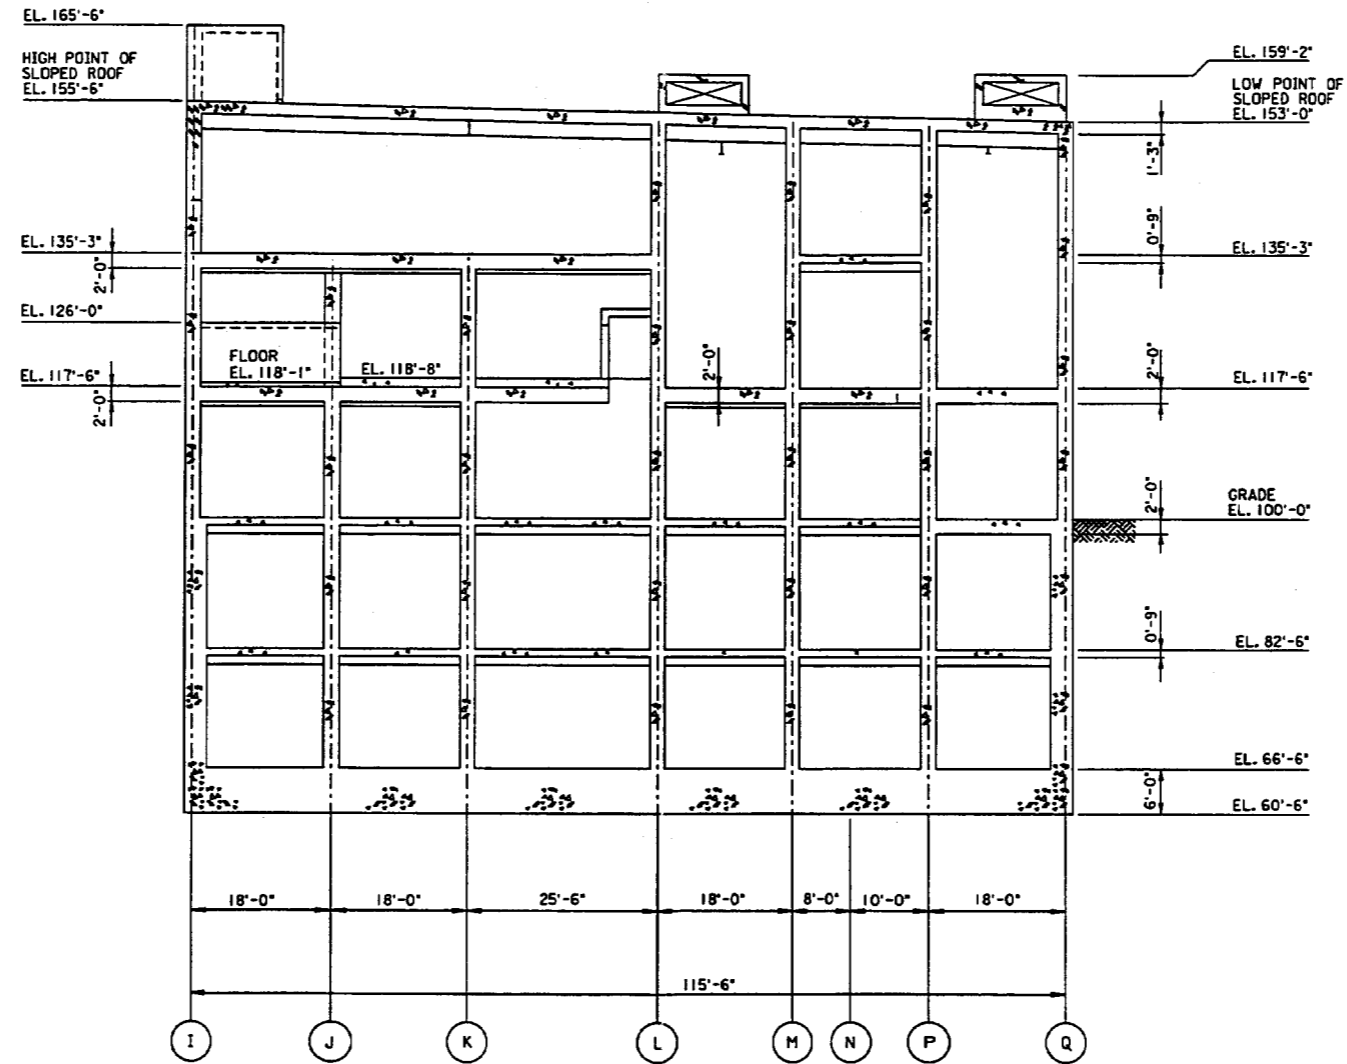 EL. 165'-6"
HIGH POINT OF
SLOPED ROOF
EL. 155'-6"
EL. 159'-2"
LOW POINT OF
SLOPED ROOF
EL. 153'-0"
1'-3"
0'-9"
EL. 135'-3"
2'-0"
EL. 135'-3"
EL. 126'-0"
FLOOR
EL. 118'-1"
EL. 118'-8"
2'-0"
2'-0"
EL. 117'-6"
2'-0"
EL. 117'-6"
2'-0"
GRADE
EL. 100'-0"
0'-9"
EL. 82'-6"
EL. 66'-6"
6'-0"
EL. 60'-6"
18'-0" 18'-0" 25'-6" 18'-0" 8'-0" 10'-0" 18'-0"
115'-6"
I J K L M N P Q